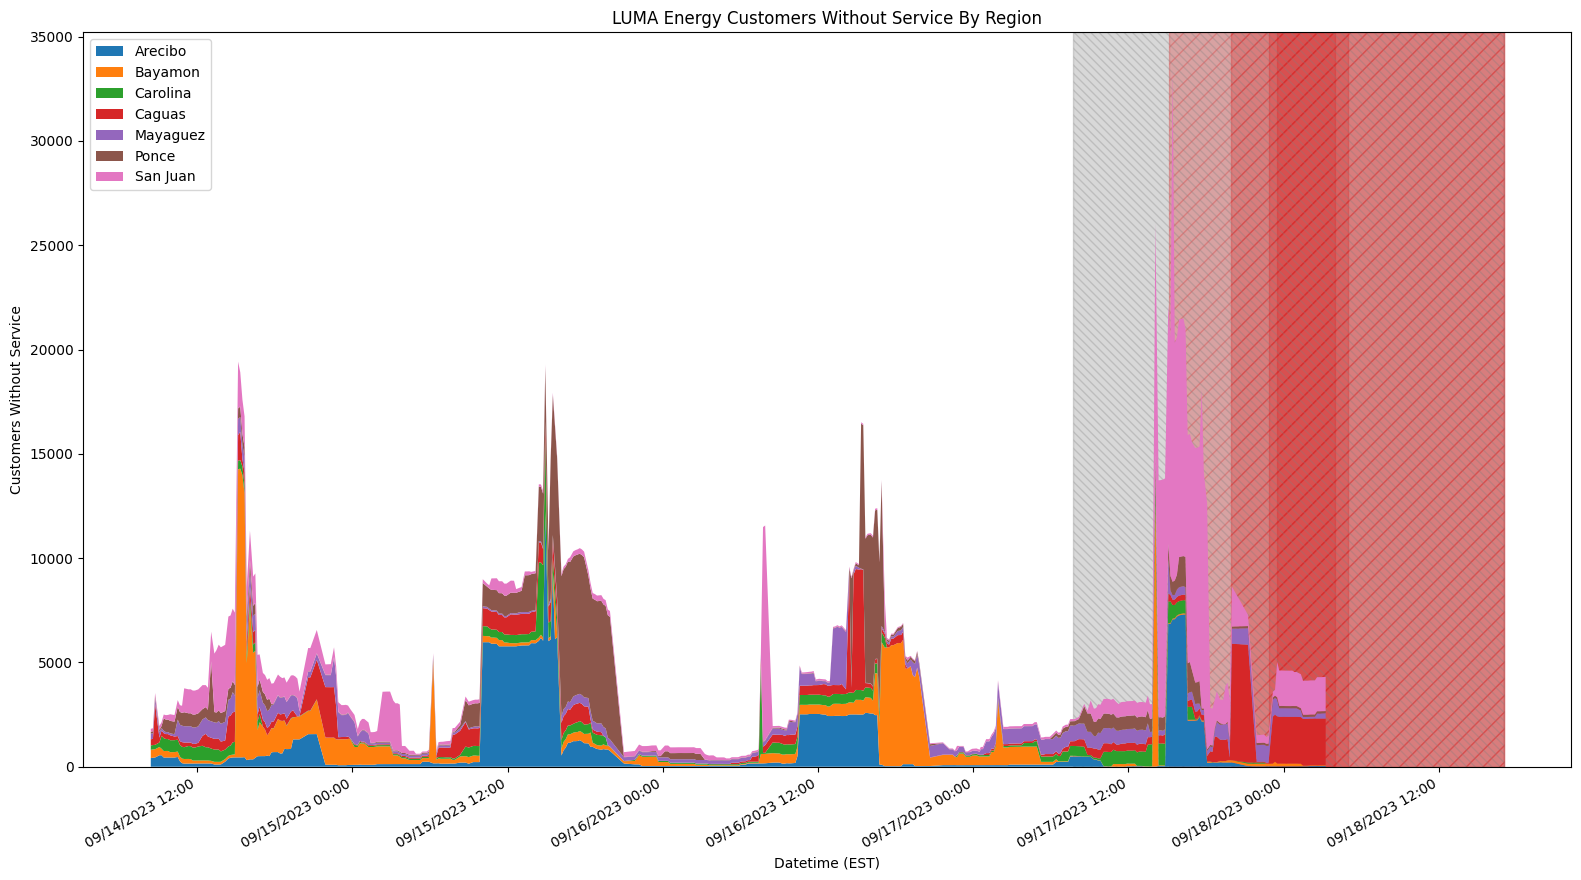 LUMA Energy Customers Without Service By Region
35000
30000
25000
20000
15000
10000
5000
0
Customers Without Service
Arecibo
Bayamon
Carolina
Caguas
Mayaguez
Ponce
San Juan
09/14/2023 12:00
09/15/2023 00:00
09/15/2023 12:00
09/16/2023 00:00
09/16/2023 12:00
09/17/2023 00:00
09/17/2023 12:00
09/18/2023 00:00
09/18/2023 12:00
Datetime (EST)